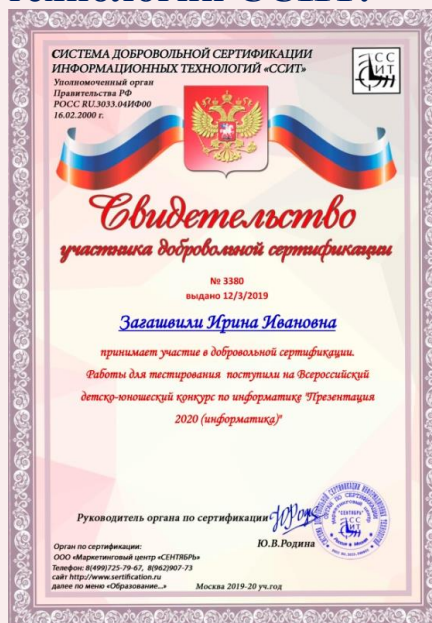 СИСТЕМА ДОБРОВОЛЬНОЙ СЕРТИФИКАЦИИ
ИНФОРМАЦИОННЫХ ТЕХНОЛОГИЙ «ССИТ»
Уполномоченный орган
Правительства РФ
РОСС RU.3033.04ИФ00
16.02.2000 г.
Свидетельство
участника добровольной сертификации
№ 3380
выдано 12/3/2019
Загашвили Ирина Ивановна
принимает участие в добровольной сертификации.
Работы для тестирования поступили на Всероссийский
детско-юношеский конкурс по информатике "Презентация
2020 (информатика)"
Руководитель органа по сертификации
Ю.В.Родина
Орган по сертификации:
ООО «Маркетинговый центр «СЕНТЯБРЬ»
Телефон: 8(499)725-79-67, 8(962)907-73
сайт http://www.sertification.ru
далее по меню «Образование...»
Москва 2019-20 уч.год